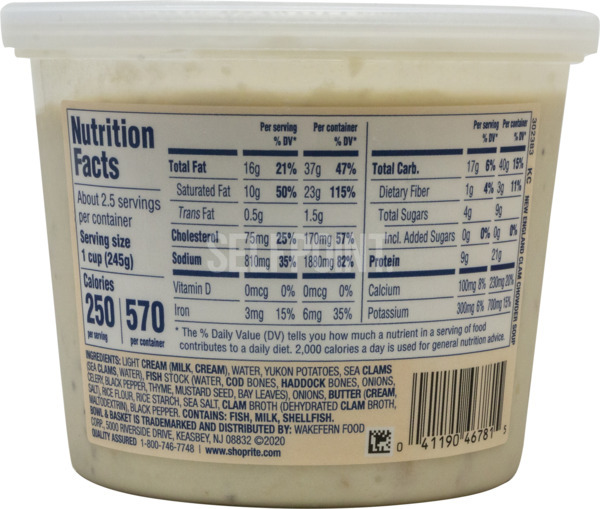 Nutrition Facts
About 2.5 servings
per container
Serving size
1 cup (245g)
Calories
250 per serving
570 per container
Per serving Per container
% DV* % DV*
Total Fat 16g 21% 37g 47%
Saturated Fat 10g 50% 23g 115%
Trans Fat 0.5g 1.5g
Cholesterol 75mg 25% 170mg 57%
Sodium 810mg 35% 1880mg 82%
Vitamin D 0mcg 0% 0mcg 0%
Iron 3mg 15% 6mg 35%
Per serving Per container
% DV* % DV*
Total Carb. 17g 6% 40g 15%
Dietary Fiber 1g 4% 3g 11%
Total Sugars 4g 9g
Incl. Added Sugars 0g 0% 0g 0%
Protein 9g 21g
Calcium 100mg 8% 230mg 20%
Potassium 300mg 6% 700mg 15%
* The % Daily Value (DV) tells you how much a nutrient in a serving of food
contributes to a daily diet. 2,000 calories a day is used for general nutrition advice.
302283 KC NEW ENGLAND CLAM CHOWDER SOUP
INGREDIENTS: LIGHT CREAM (MILK, CREAM), WATER, YUKON POTATOES, SEA CLAMS
(SEA CLAMS, WATER), FISH STOCK (WATER, COD BONES, HADDOCK BONES, ONIONS,
CELERY, BLACK PEPPER, THYME, MUSTARD SEED, BAY LEAVES), ONIONS, BUTTER (CREAM,
SALT), RICE FLOUR, RICE STARCH, SEA SALT, CLAM BROTH (DEHYDRATED CLAM BROTH,
MALTODEXTRIN), BLACK PEPPER. CONTAINS: FISH, MILK, SHELLFISH.
BOWL & BASKET IS TRADEMARKED AND DISTRIBUTED BY: WAKEFERN FOOD
CORP, 5000 RIVERSIDE DRIVE, KEASBEY, NJ 08832 ©2020
QUALITY ASSURED 1-800-746-7748 | www.shoprite.com
0 41190 46781 5